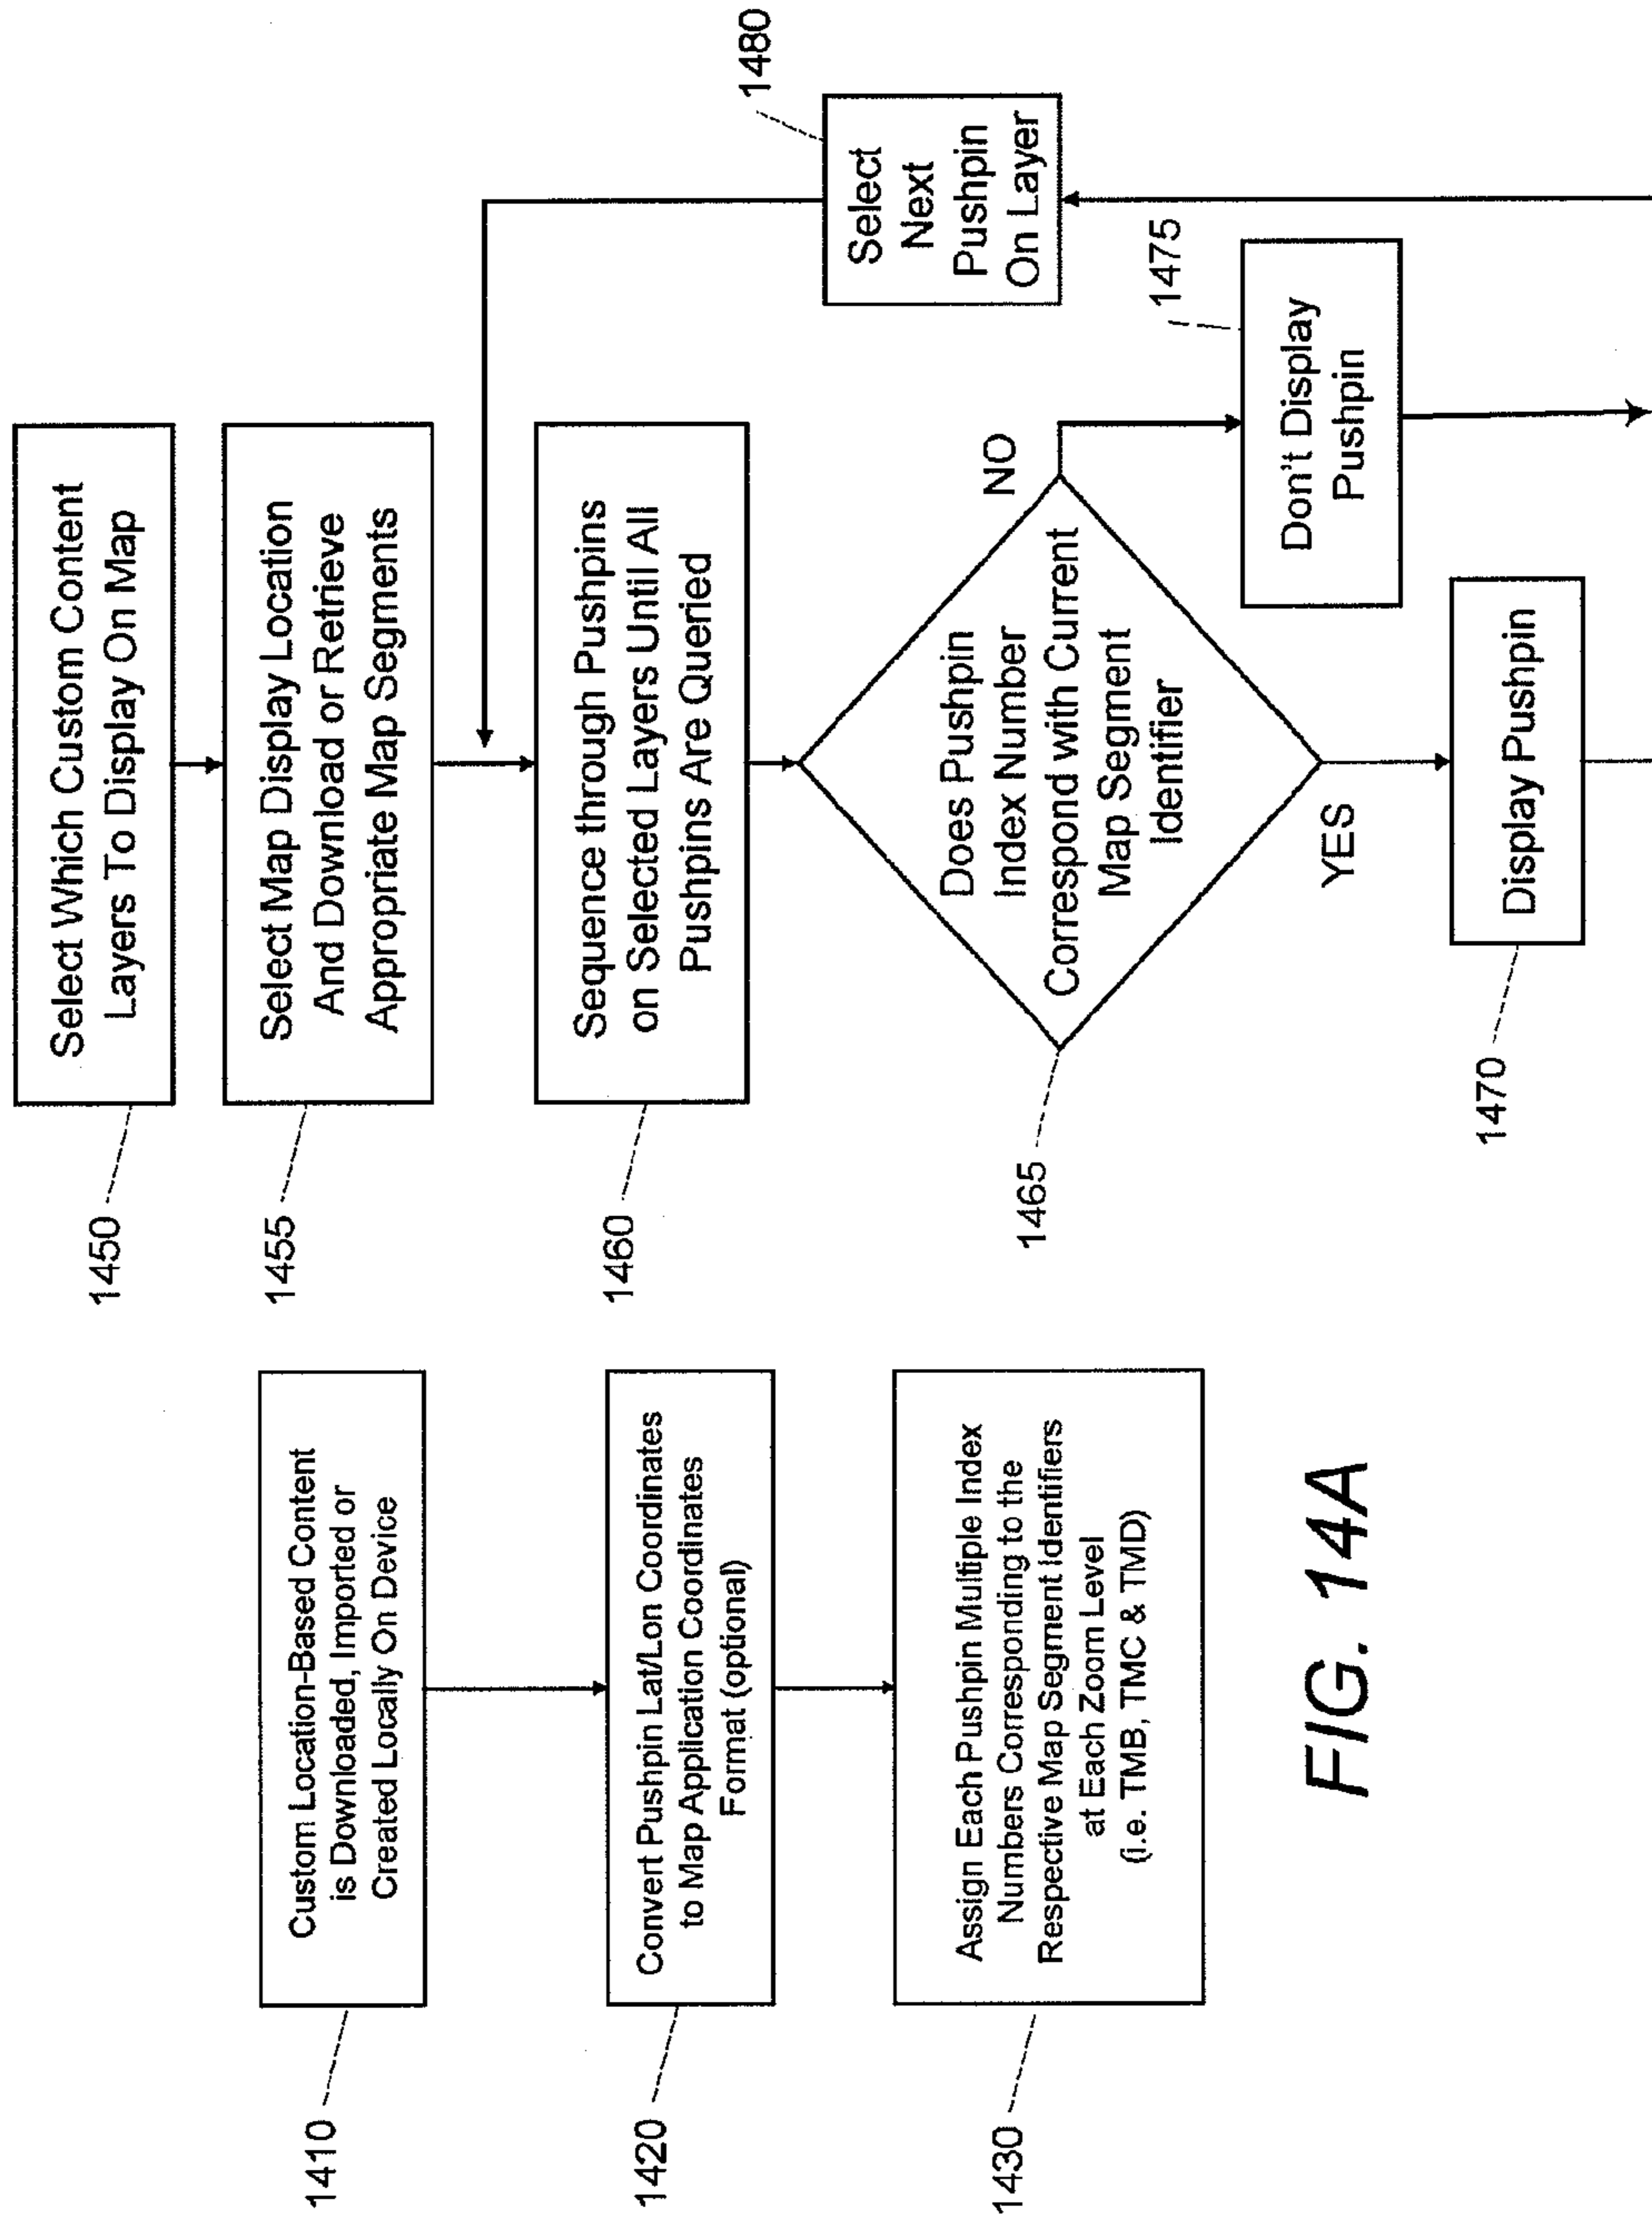 1410
Custom Location-Based Content
is Downloaded, Imported or
Created Locally On Device
1420
Convert Pushpin Lat/Lon Coordinates
to Map Application Coordinates
Format (optional)
1430
Assign Each Pushpin Multiple Index
Numbers Corresponding to the
Respective Map Segment Identifiers
at Each Zoom Level
(i.e. TMB, TMC & TMD)
FIG. 14A
1450
Select Which Custom Content
Layers To Display On Map
1455
Select Map Display Location
And Download or Retrieve
Appropriate Map Segments
1460
Sequence through Pushpins
on Selected Layers Until All
Pushpins Are Queried
1465
Does Pushpin
Index Number
Correspond with Current
Map Segment
Identifier
NO
YES
1470
Display Pushpin
1475
Don't Display
Pushpin
1480
Select
Next
Pushpin
On Layer